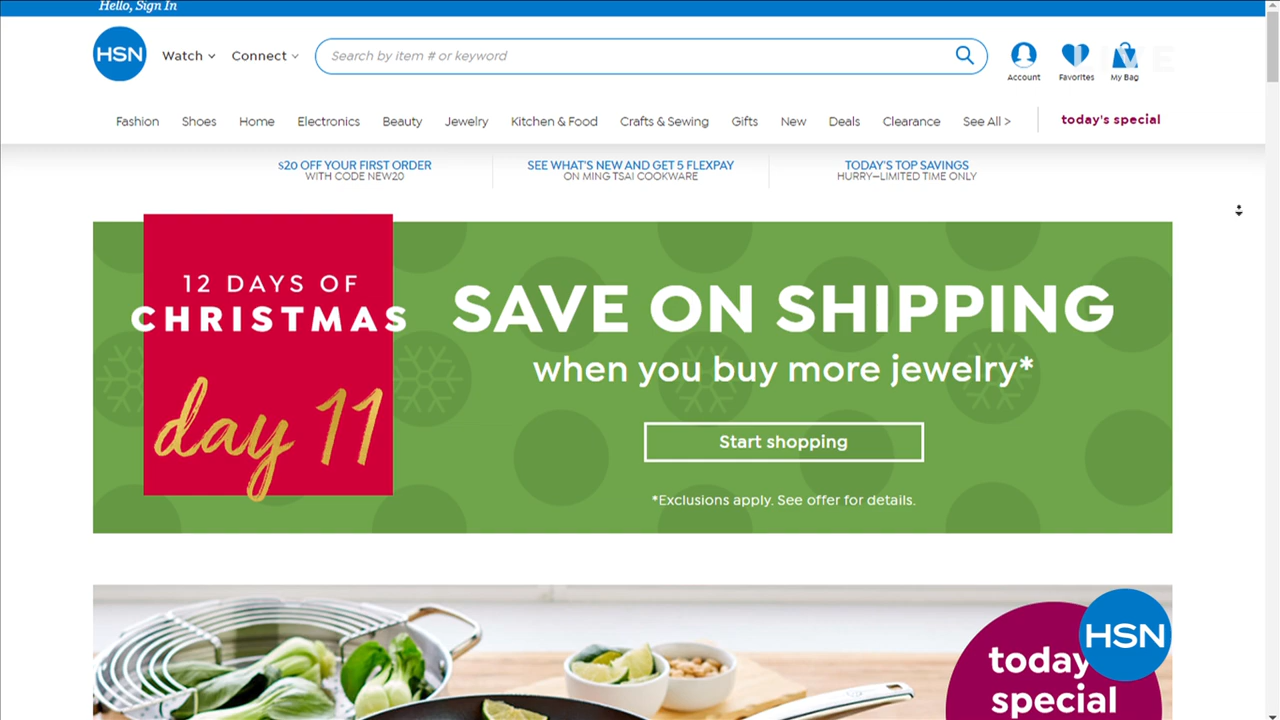 Hello, Sign In
HSN
Watch
Connect
Search by item # or keyword
Account
Favorites
My Bag
LIVE
Fashion
Shoes
Home
Electronics
Beauty
Jewelry
Kitchen & Food
Crafts & Sewing
Gifts
New
Deals
Clearance
See All >
today's special
$20 OFF YOUR FIRST ORDER
WITH CODE NEW20
SEE WHAT'S NEW AND GET 5 FLEXPAY
ON MING TSAI COOKWARE
TODAY'S TOP SAVINGS
HURRY—LIMITED TIME ONLY
12 DAYS OF
CHRISTMAS
day 11
SAVE ON SHIPPING
when you buy more jewelry*
Start shopping
*Exclusions apply. See offer for details.
today
special
HSN